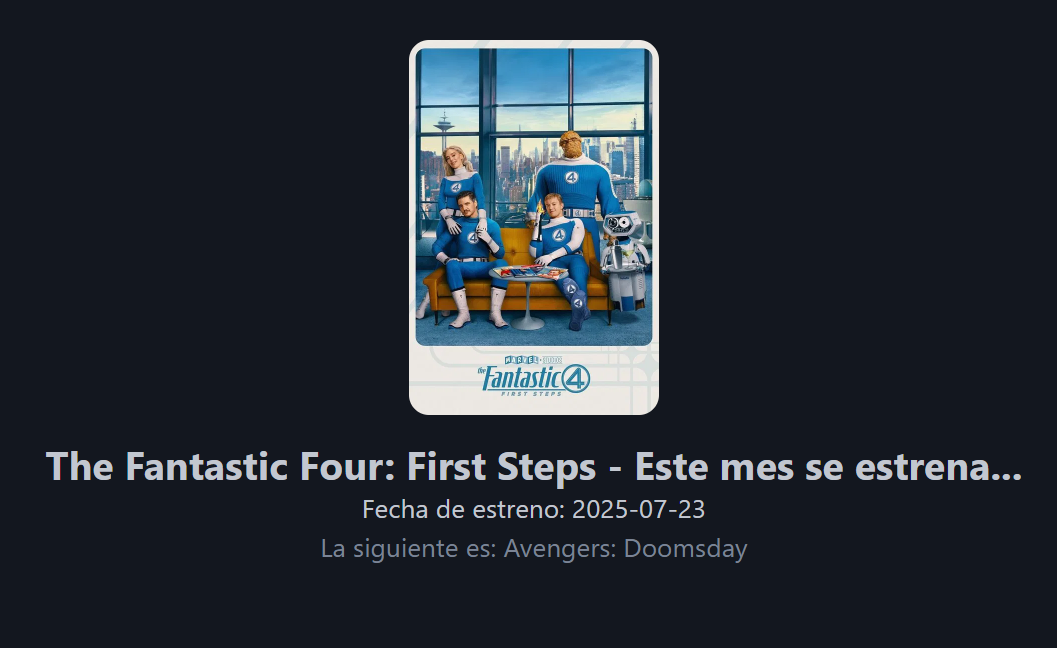 MARVEL STUDIOS
the Fantastic 4
FIRST STEPS
The Fantastic Four: First Steps - Este mes se estrena...
Fecha de estreno: 2025-07-23
La siguiente es: Avengers: Doomsday